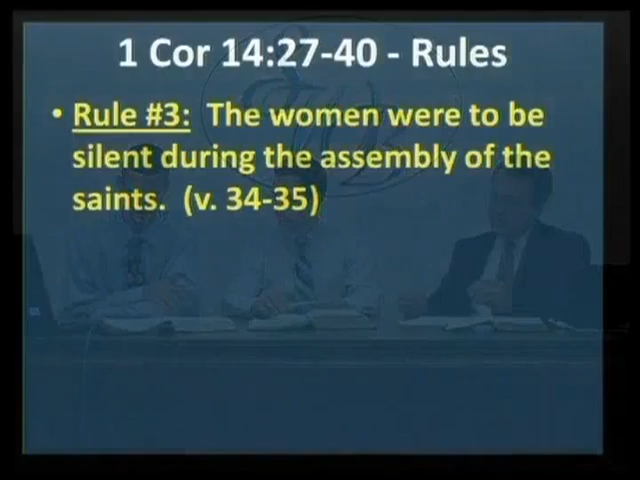 1 Cor 14:27-40 - Rules
• Rule #3: The women were to be
silent during the assembly of the
saints. (v. 34-35)